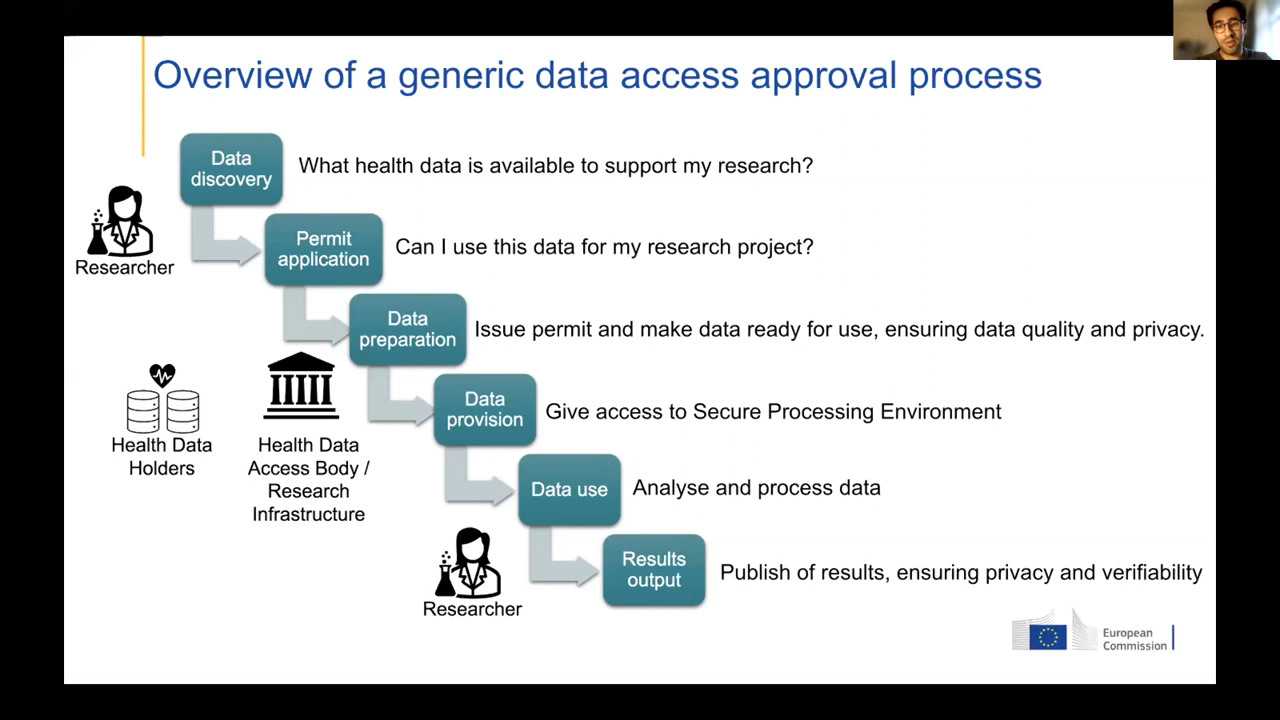 Overview of a generic data access approval process
Data
discovery
What health data is available to support my research?
Researcher
Permit
application
Can I use this data for my research project?
Data
preparation
Issue permit and make data ready for use, ensuring data quality and privacy.
Health Data
Holders
Health Data
Access Body /
Research
Infrastructure
Data
provision
Give access to Secure Processing Environment
Data use
Analyse and process data
Researcher
Results
output
Publish of results, ensuring privacy and verifiability
European
Commission